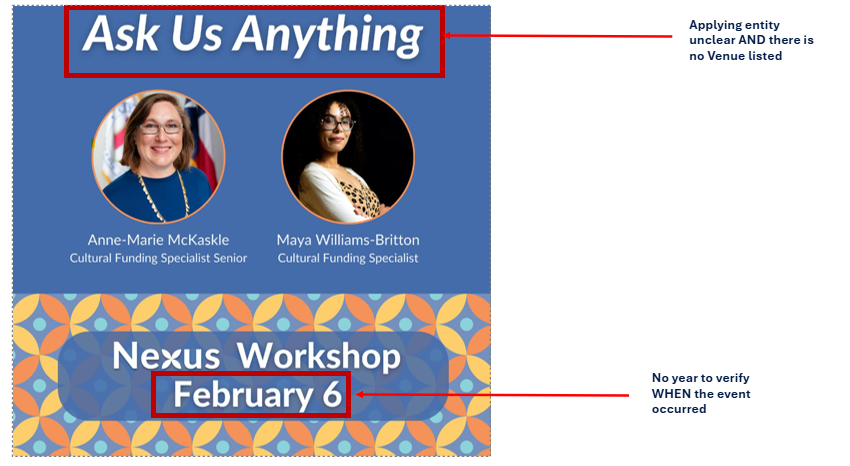 Ask Us Anything
Applying entity
unclear AND there is
no Venue listed
Anne-Marie McKaskle
Cultural Funding Specialist Senior
Maya Williams-Britton
Cultural Funding Specialist
Nexus Workshop
February 6
No year to verify
WHEN the event
occurred